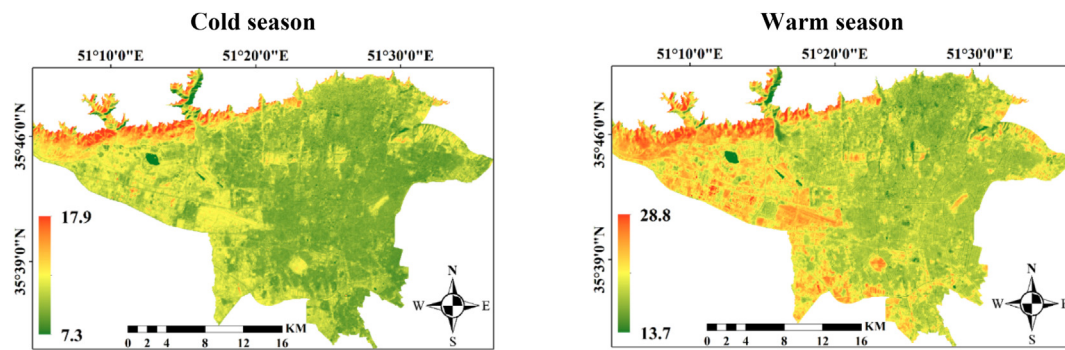 Cold season
Warm season
51°10'0"E 51°20'0"E 51°30'0"E
35°46'0"N
35°39'0"N
17.9
7.3
N
W E
S
KM
0 2 4 8 12 16
51°10'0"E 51°20'0"E 51°30'0"E
35°46'0"N
35°39'0"N
28.8
13.7
N
W E
S
KM
0 2 4 8 12 16